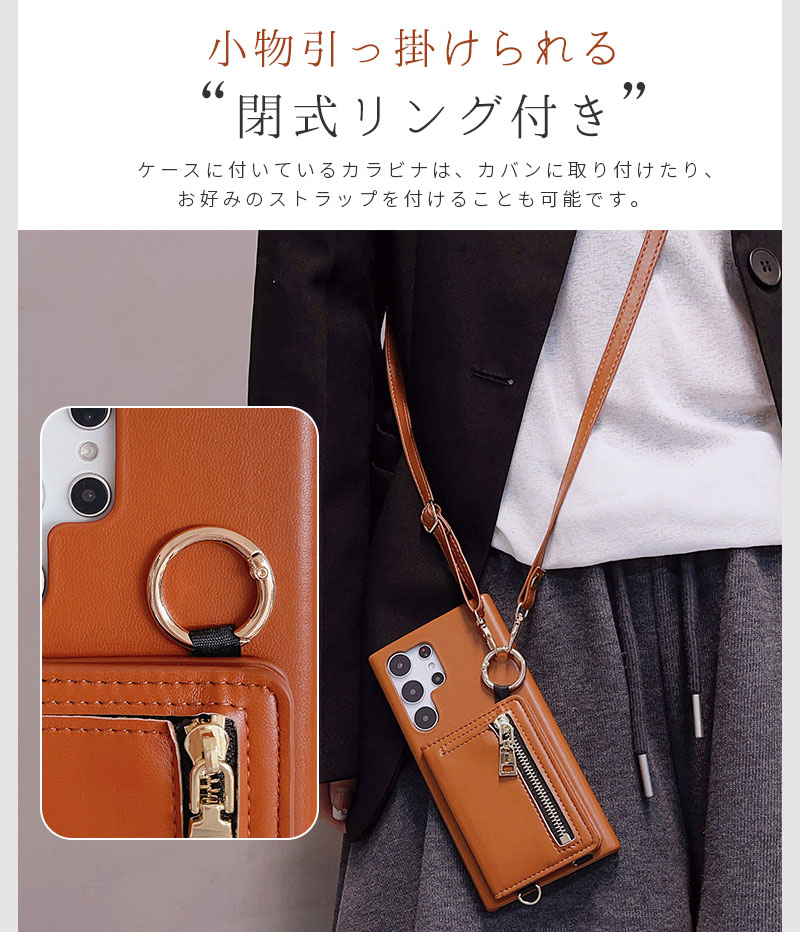 小物引っ掛けられる
“閉式リング付き”
ケースに付いているカラビナは、カバンに取り付けたり、
お好みのストラップを付けることも可能です。